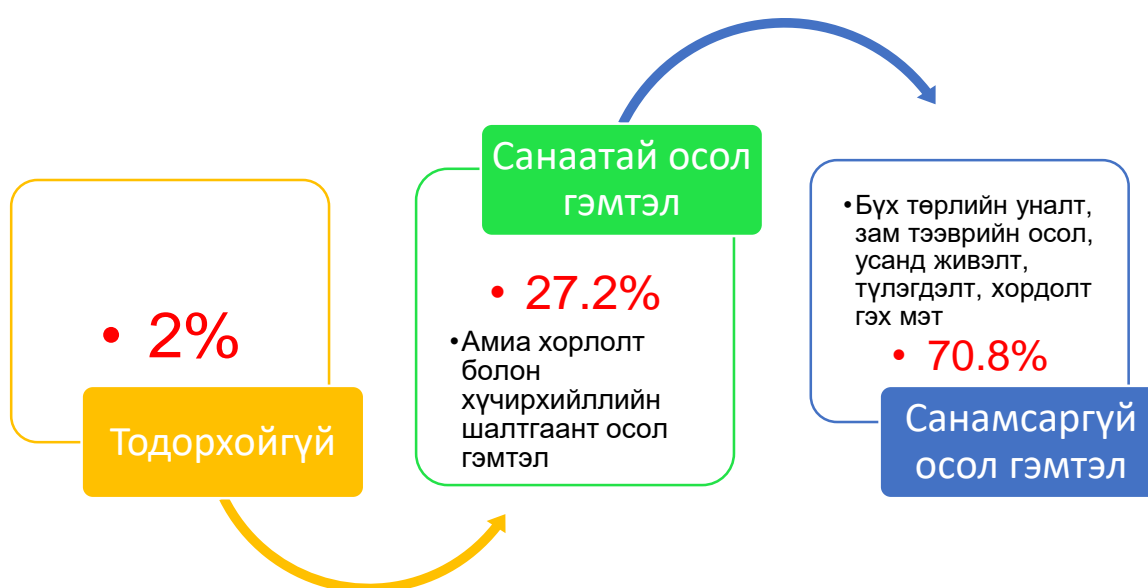 • 2%
Тодорхойгүй
Санаатай осол
гэмтэл
• 27.2%
•Амиа хорлолт
болон
хүчирхийллийн
шалтгаант осол
гэмтэл
•Бүх төрлийн уналт,
зам тээврийн осол,
усанд живэлт,
түлэгдэлт, хордолт
гэх мэт
• 70.8%
Санамсаргүй
осол гэмтэл